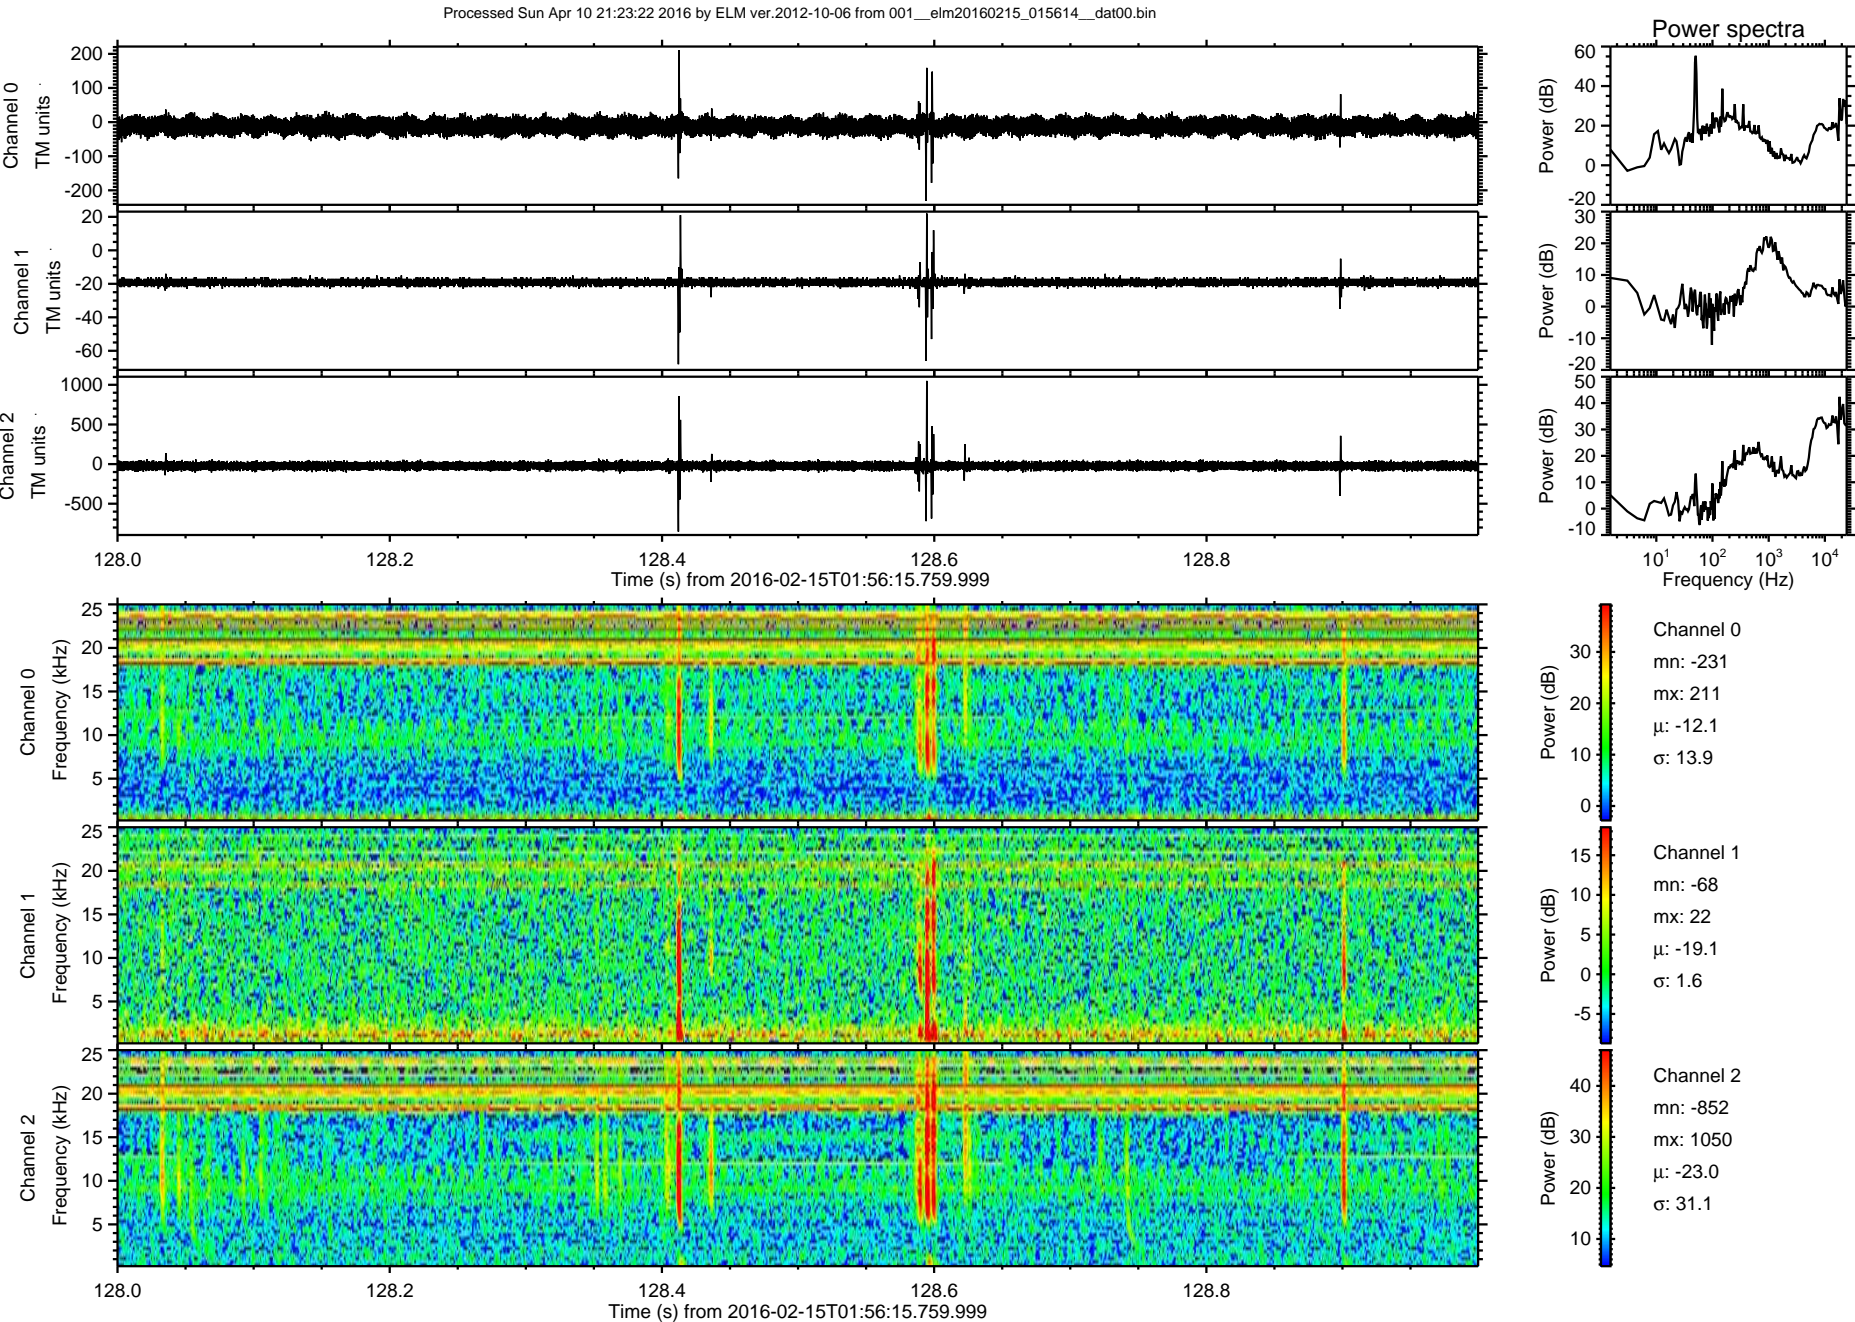 Processed Sun Apr 10 21:23:22 2016 by ELM ver.2012-10-06 from 001__elm20160215_015614__dat00.bin
Power spectra
Channel 0
TM units
200
100
0
-100
-200
Power (dB)
60
40
20
0
-20
Channel 1
TM units
20
0
-20
-40
-60
Power (dB)
30
20
10
0
-10
-20
Channel 2
TM units
1000
500
0
-500
Power (dB)
50
40
30
20
10
0
-10
128.0 128.2 128.4 128.6 128.8
Time (s) from 2016-02-15T01:56:15.759.999
10^1 10^2 10^3 10^4
Frequency (Hz)
Channel 0
Frequency (kHz)
25
20
15
10
5
Power (dB)
30
20
10
0
Channel 0
mn: -231
mx: 211
μ: -12.1
σ: 13.9
Channel 1
Frequency (kHz)
25
20
15
10
5
Power (dB)
15
10
5
0
-5
Channel 1
mn: -68
mx: 22
μ: -19.1
σ: 1.6
Channel 2
Frequency (kHz)
25
20
15
10
5
Power (dB)
40
30
20
10
Channel 2
mn: -852
mx: 1050
μ: -23.0
σ: 31.1
128.0 128.2 128.4 128.6 128.8
Time (s) from 2016-02-15T01:56:15.759.999